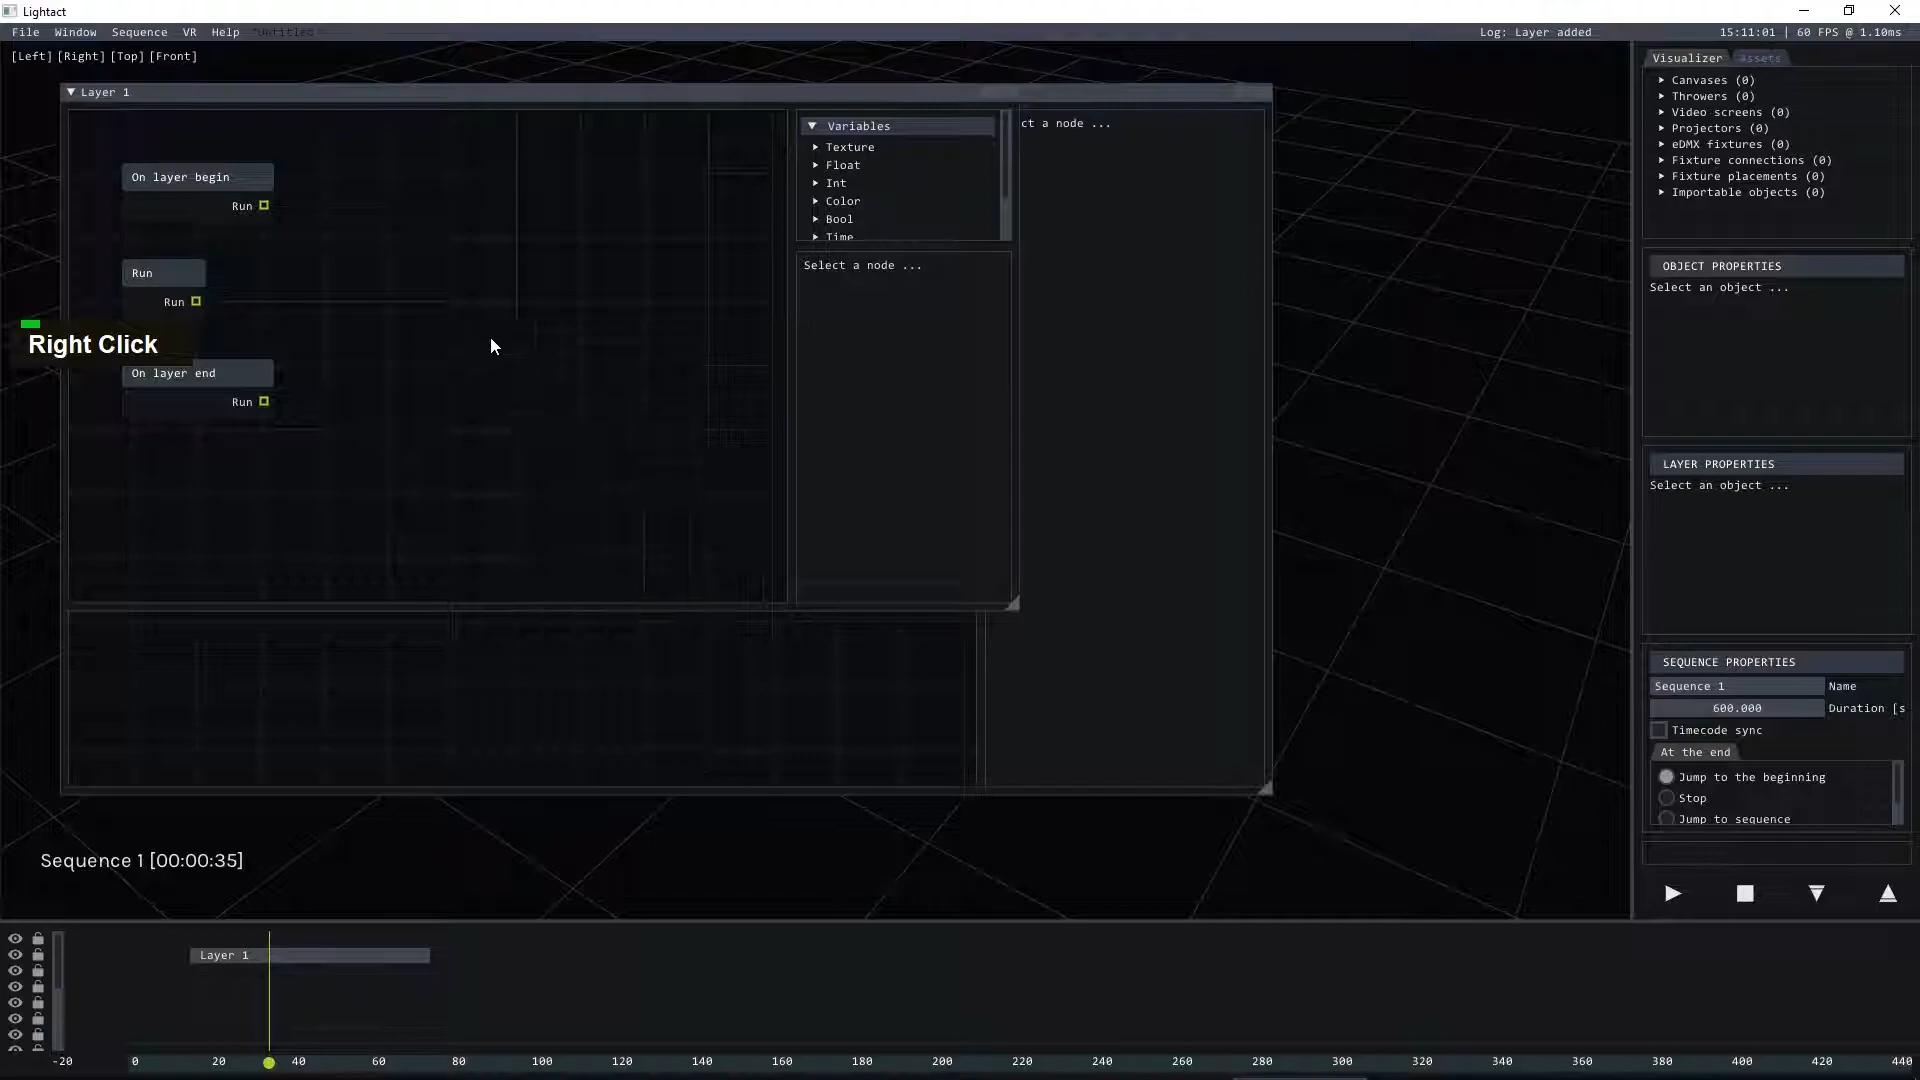 Lightact
File Window Sequence VR Help *untitled
Log: Layer added
15:11:01 | 60 FPS @ 1.10ms
[Left] [Right] [Top] [Front]
Layer 1
On layer begin
Run
Run
Run
Right Click
On layer end
Run
Variables
Texture
Float
Int
Color
Bool
Time
Select a node ...
ct a node ...
Visualizer Assets
Canvases (0)
Throwers (0)
Video screens (0)
Projectors (0)
eDMX fixtures (0)
Fixture connections (0)
Fixture placements (0)
Importable objects (0)
OBJECT PROPERTIES
Select an object ...
LAYER PROPERTIES
Select an object ...
SEQUENCE PROPERTIES
Sequence 1 Name
600.000 Duration [s
Timecode sync
At the end
Jump to the beginning
Stop
Jump to sequence
Sequence 1 [00:00:35]
Layer 1
-20 0 20 40 60 80 100 120 140 160 180 200 220 240 260 280 300 320 340 360 380 400 420 440